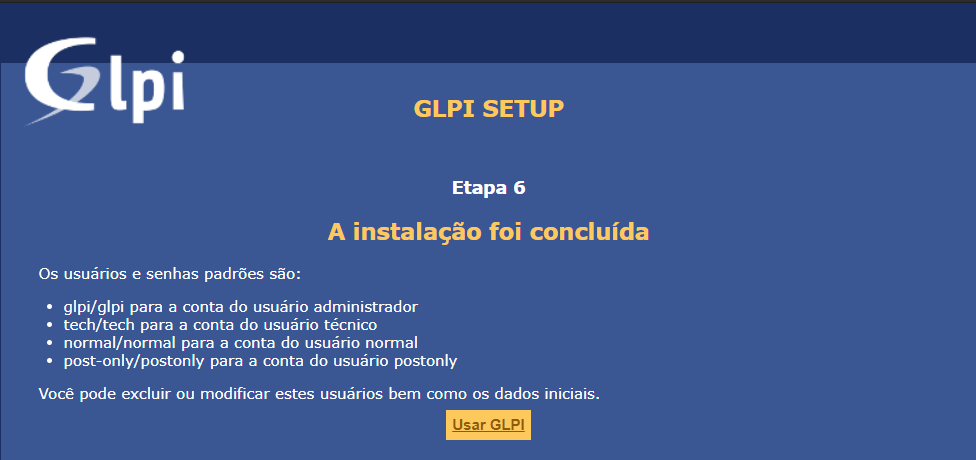 Glpi
GLPI SETUP
Etapa 6
A instalação foi concluída
Os usuários e senhas padrões são:
• glpi/glpi para a conta do usuário administrador
• tech/tech para a conta do usuário técnico
• normal/normal para a conta do usuário normal
• post-only/postonly para a conta do usuário postonly
Você pode excluir ou modificar estes usuários bem como os dados iniciais.
Usar GLPI